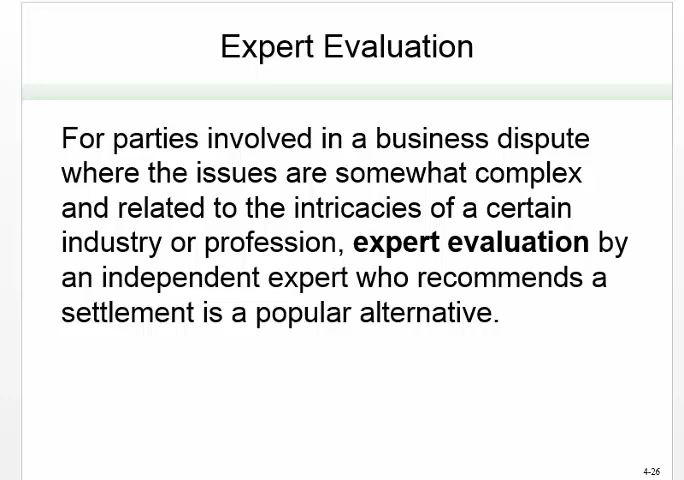 Expert Evaluation
For parties involved in a business dispute
where the issues are somewhat complex
and related to the intricacies of a certain
industry or profession, expert evaluation by
an independent expert who recommends a
settlement is a popular alternative.
4-26